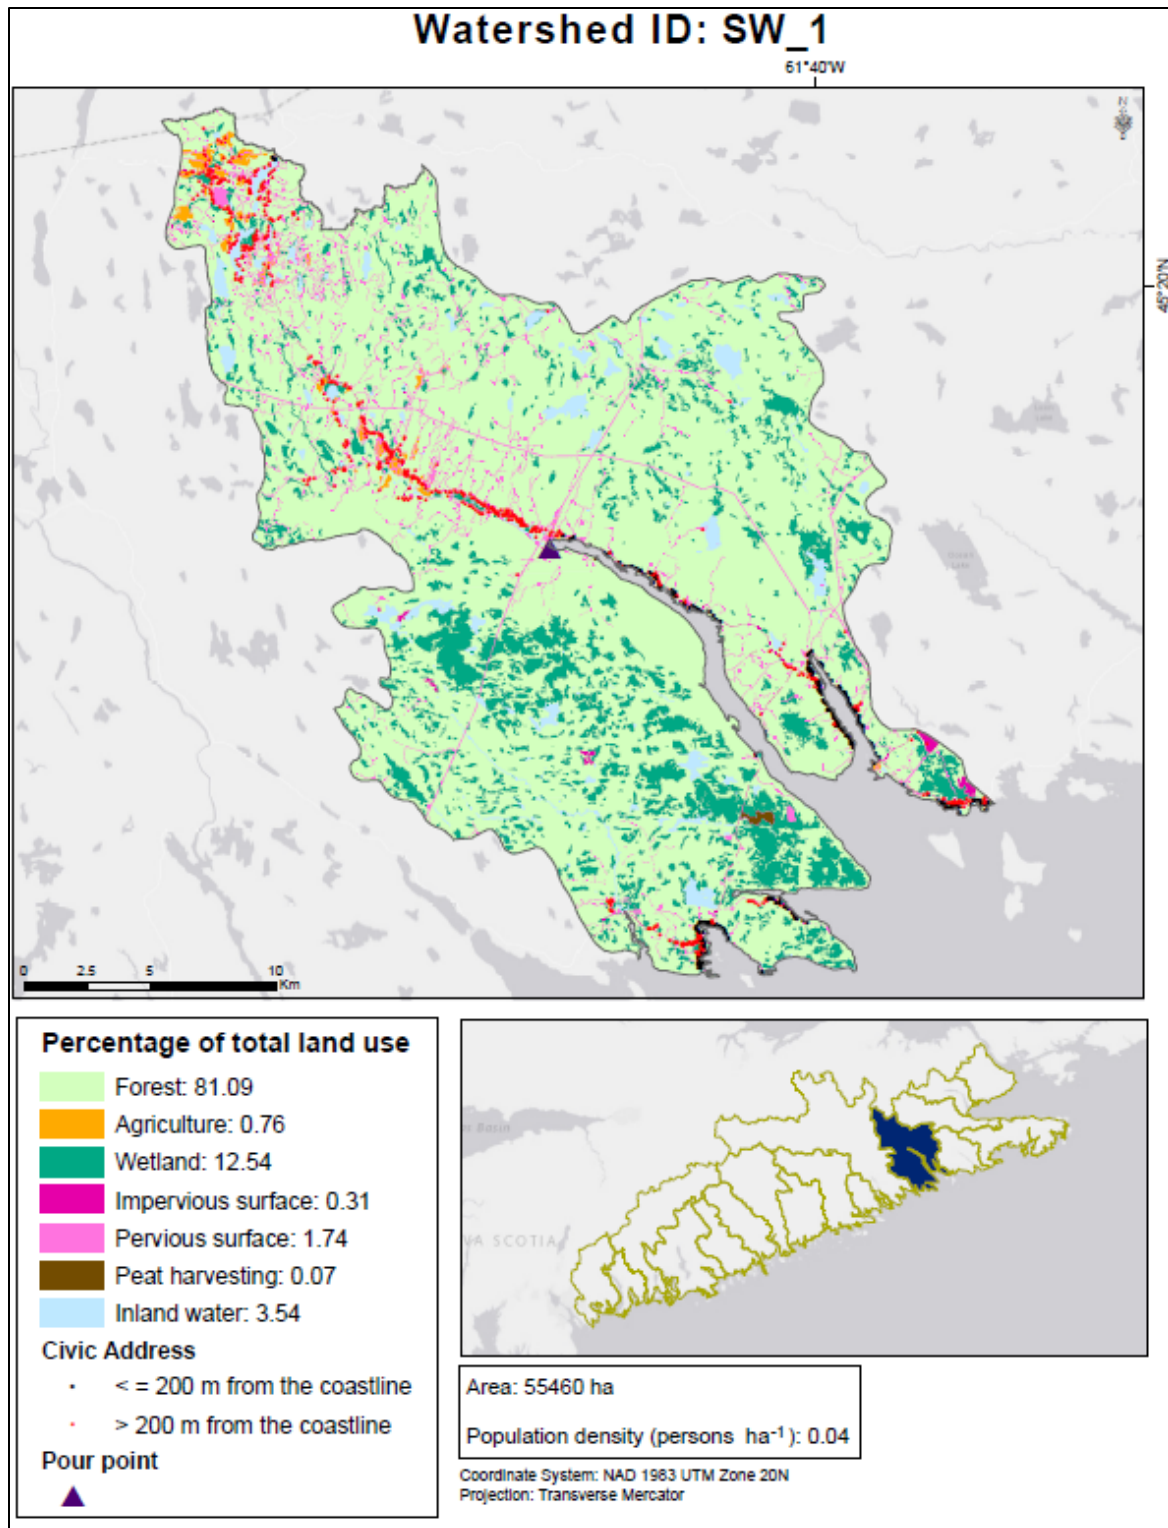 Watershed ID: SW_1
61°40'W
N
45°20'N
0 2.5 5 10
Km
Percentage of total land use
Forest: 81.09
Agriculture: 0.76
Wetland: 12.54
Impervious surface: 0.31
Pervious surface: 1.74
Peat harvesting: 0.07
Inland water: 3.54
Civic Address
< = 200 m from the coastline
> 200 m from the coastline
Pour point
Basin
VA SCOTIA
Area: 55460 ha
Population density (persons ha⁻¹): 0.04
Coordinate System: NAD 1983 UTM Zone 20N
Projection: Transverse Mercator